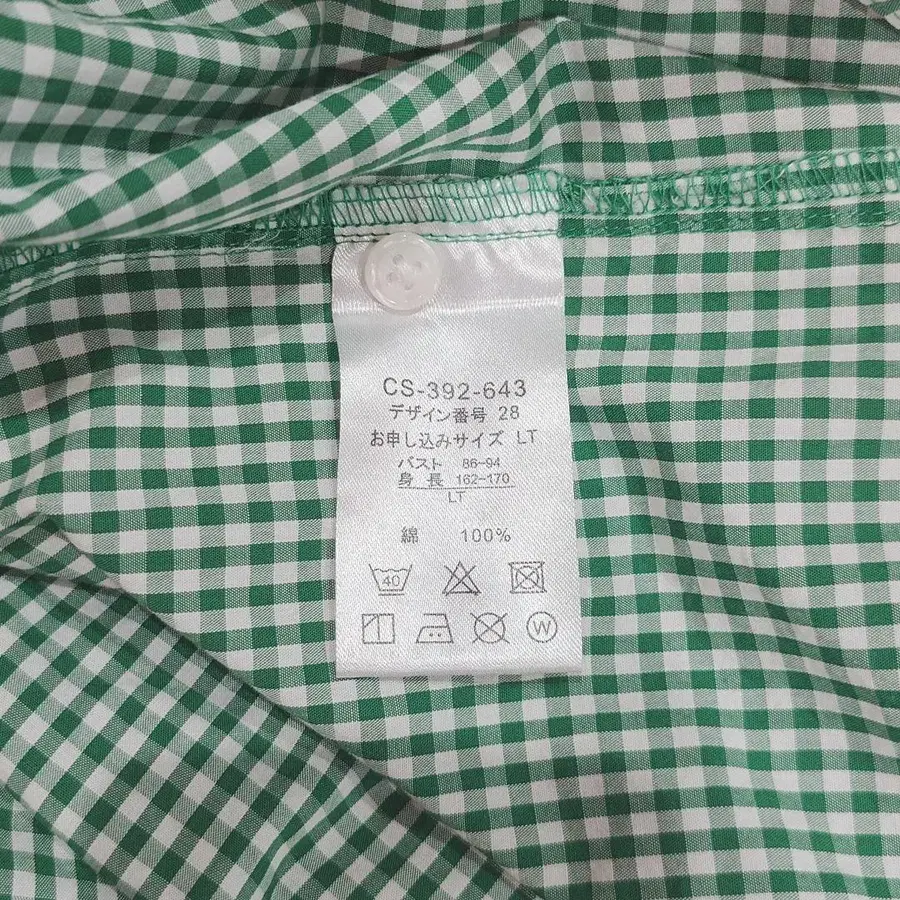 CS-392-643
デザイン番号 28
お申し込みサイズ LT
バスト 86-94
身長 162-170
LT
綿 100%
40
W